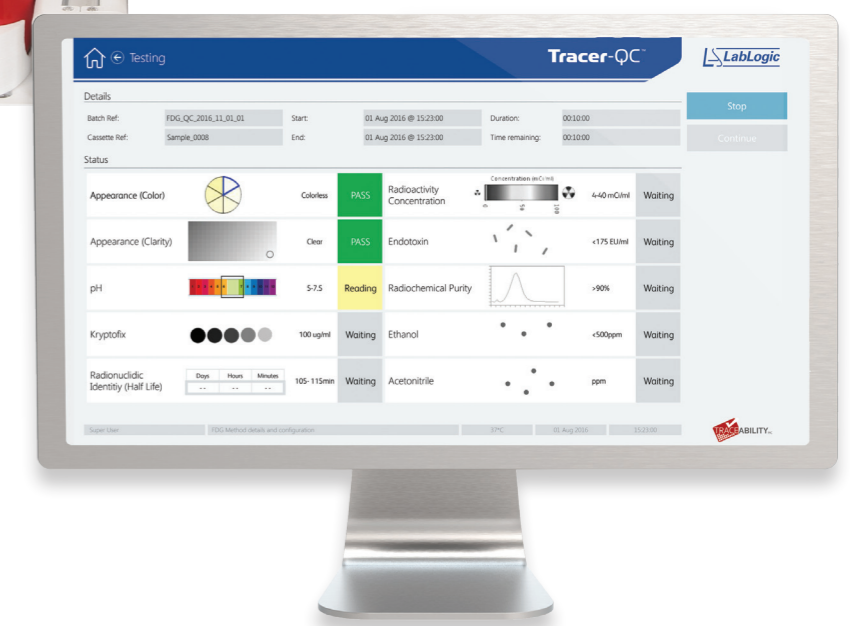 Testing
Tracer-QC™
LabLogic
Details
Batch Ref: FDG_QC_2016_11_01_01 Start: 01 Aug 2016 @ 15:23:00 Duration: 00:10:00
Cassette Ref: Sample_0008 End: 01 Aug 2016 @ 15:23:00 Time remaining: 00:10:00
Stop
Continue
Status
Appearance (Color) Colorless PASS
Radioactivity Concentration Concentration (mCi/ml) 0 50 100 4-40 mCi/ml Waiting
Appearance (Clarity) Clear PASS
Endotoxin <175 EU/ml Waiting
pH 5-7.5 Reading
Radiochemical Purity >90% Waiting
Kryptofix 100 ug/ml Waiting
Ethanol <500ppm Waiting
Radionuclidic
Identitiy (Half Life) Days Hours Minutes
-- -- -- 105-115min Waiting
Acetonitrile ppm Waiting
Super User FDG Method details and configuration 37°C 01 Aug 2016 15:23:00
TRACEABILITY